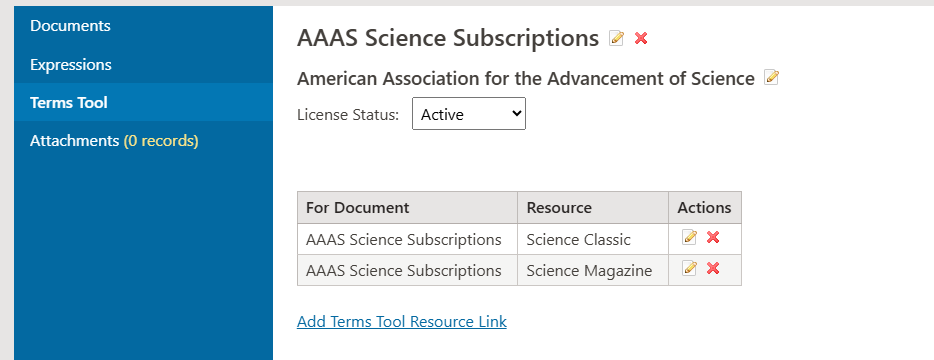 Documents
Expressions
Terms Tool
Attachments (0 records)
AAAS Science Subscriptions
American Association for the Advancement of Science
License Status: Active
For Document Resource Actions
AAAS Science Subscriptions Science Classic
AAAS Science Subscriptions Science Magazine
Add Terms Tool Resource Link